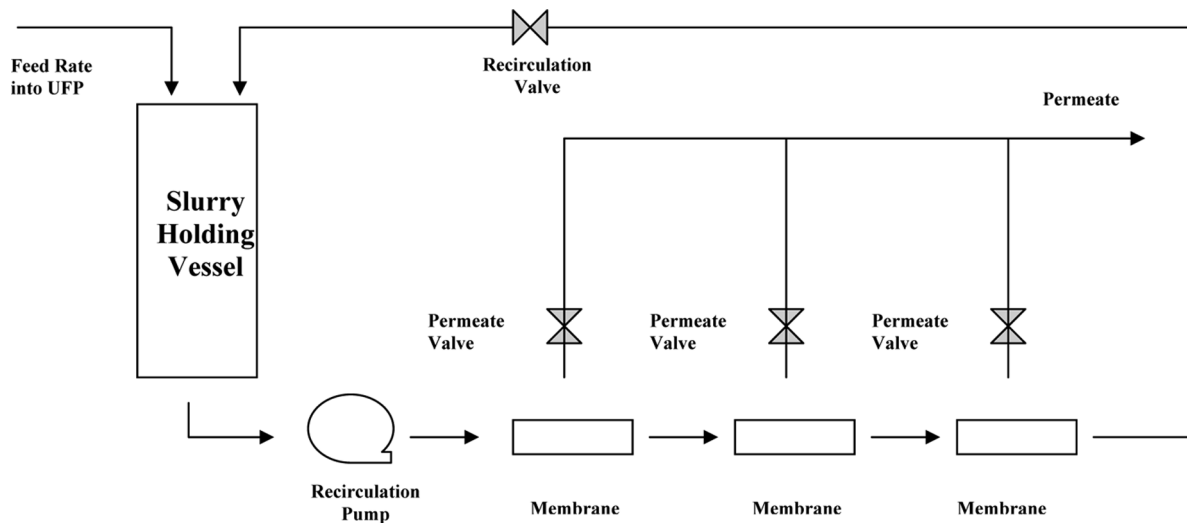 Feed Rate
into UFP
Recirculation
Valve
Permeate
Slurry
Holding
Vessel
Permeate
Valve
Permeate
Valve
Permeate
Valve
Recirculation
Pump
Membrane
Membrane
Membrane